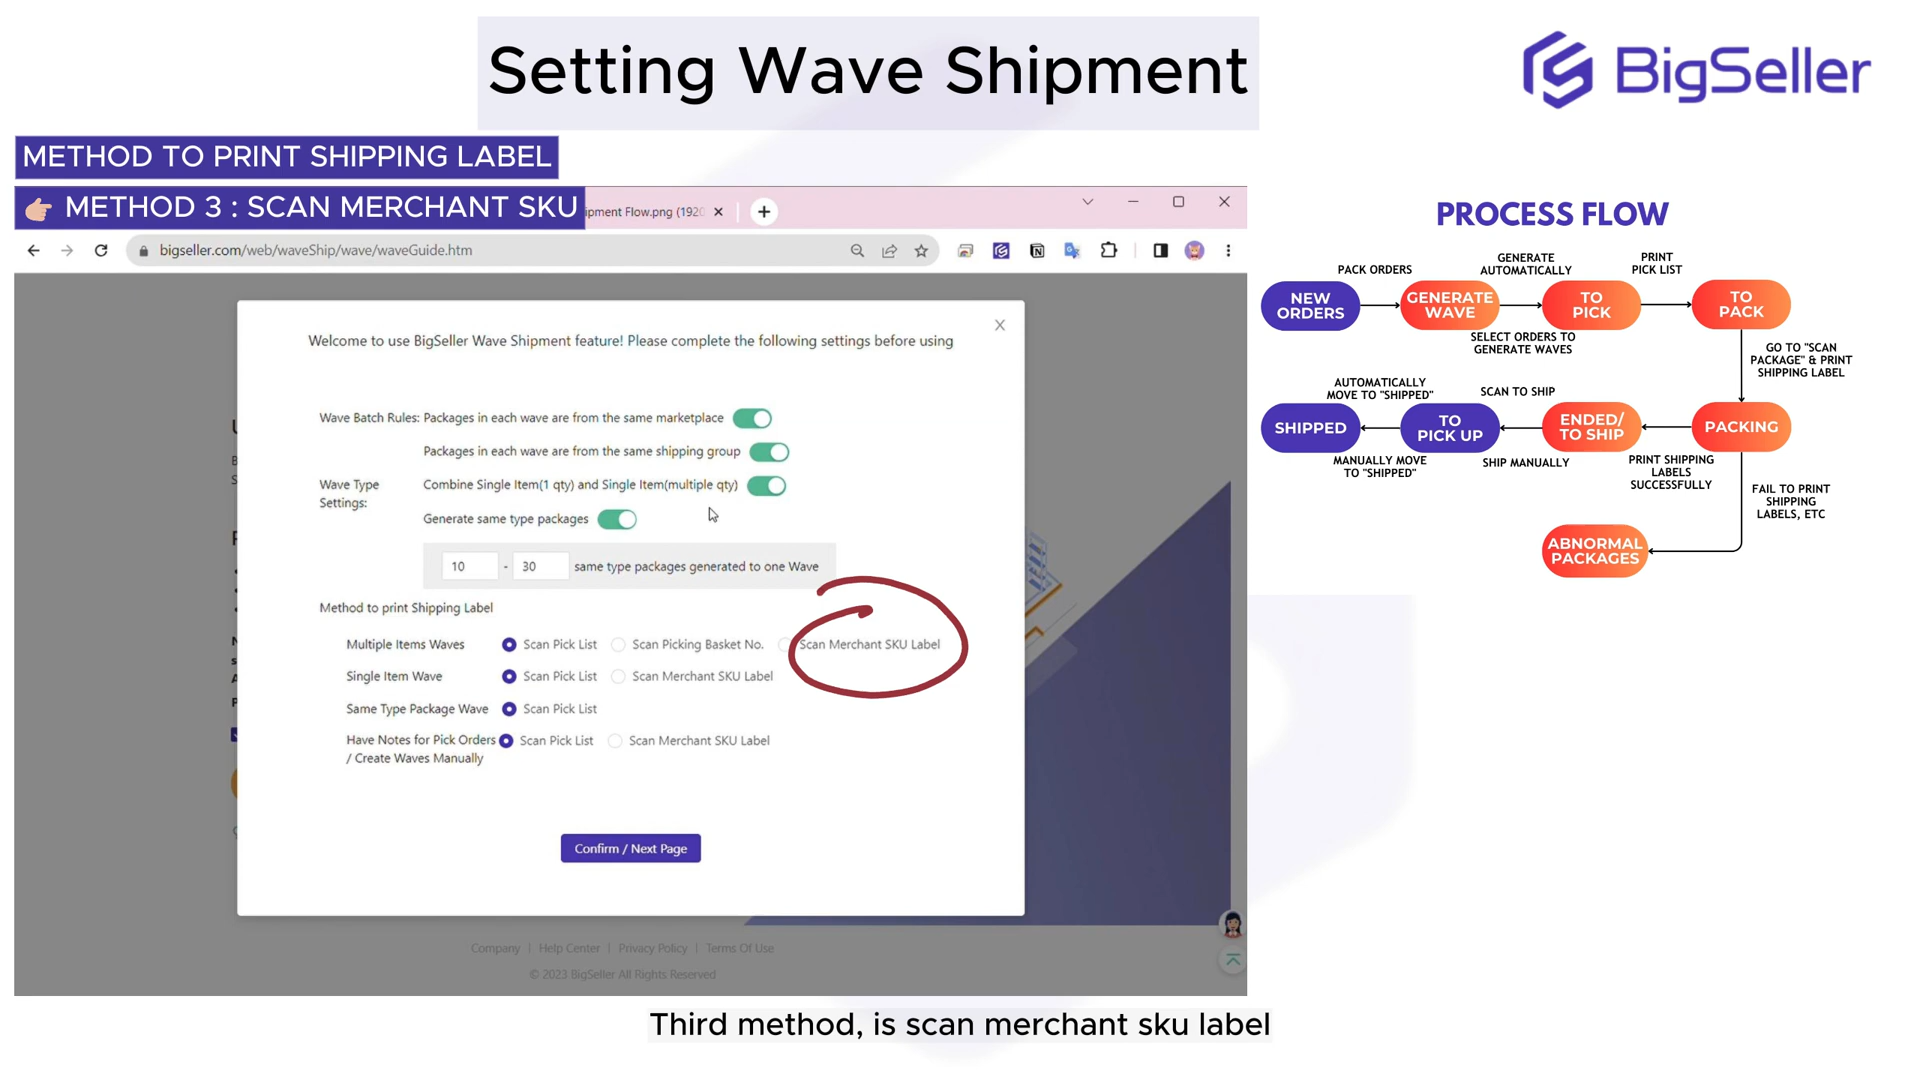 Setting Wave Shipment
BigSeller
METHOD TO PRINT SHIPPING LABEL
METHOD 3 : SCAN MERCHANT SKU
ipment Flow.png (1920
bigseller.com/web/waveShip/wave/waveGuide.htm
Welcome to use BigSeller Wave Shipment feature! Please complete the following settings before using
Wave Batch Rules: Packages in each wave are from the same marketplace
Packages in each wave are from the same shipping group
Wave Type Settings:
Combine Single Item(1 qty) and Single Item(multiple qty)
Generate same type packages
10 - 30 same type packages generated to one Wave
Method to print Shipping Label
Multiple Items Waves Scan Pick List Scan Picking Basket No. Scan Merchant SKU Label
Single Item Wave Scan Pick List Scan Merchant SKU Label
Same Type Package Wave Scan Pick List
Have Notes for Pick Orders / Create Waves Manually Scan Pick List Scan Merchant SKU Label
Confirm / Next Page
Company | Help Center | Privacy Policy | Terms Of Use
© 2023 BigSeller All Rights Reserved
PROCESS FLOW
PACK ORDERS
GENERATE AUTOMATICALLY
PRINT PICK LIST
NEW ORDERS
GENERATE WAVE
TO PICK
TO PACK
SELECT ORDERS TO GENERATE WAVES
GO TO "SCAN PACKAGE" & PRINT SHIPPING LABEL
AUTOMATICALLY MOVE TO "SHIPPED"
SCAN TO SHIP
SHIPPED
TO PICK UP
ENDED/ TO SHIP
PACKING
MANUALLY MOVE TO "SHIPPED"
SHIP MANUALLY
PRINT SHIPPING LABELS SUCCESSFULLY
FAIL TO PRINT SHIPPING LABELS, ETC
ABNORMAL PACKAGES
Third method, is scan merchant sku label